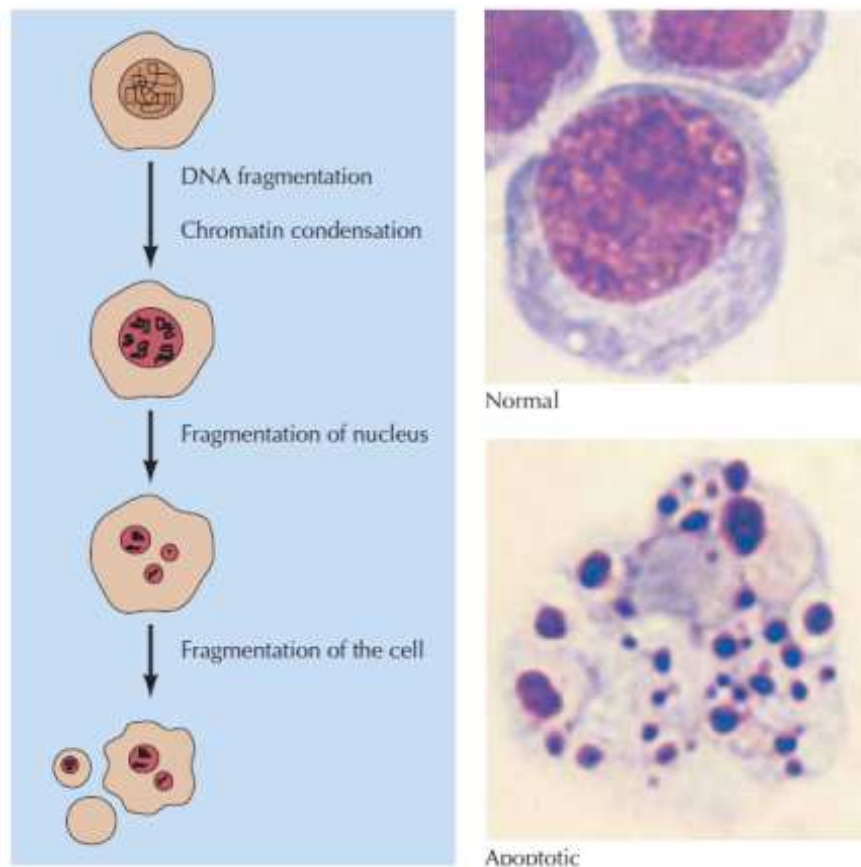 DNA fragmentation
Chromatin condensation
Fragmentation of nucleus
Fragmentation of the cell
Normal
Apoptotic